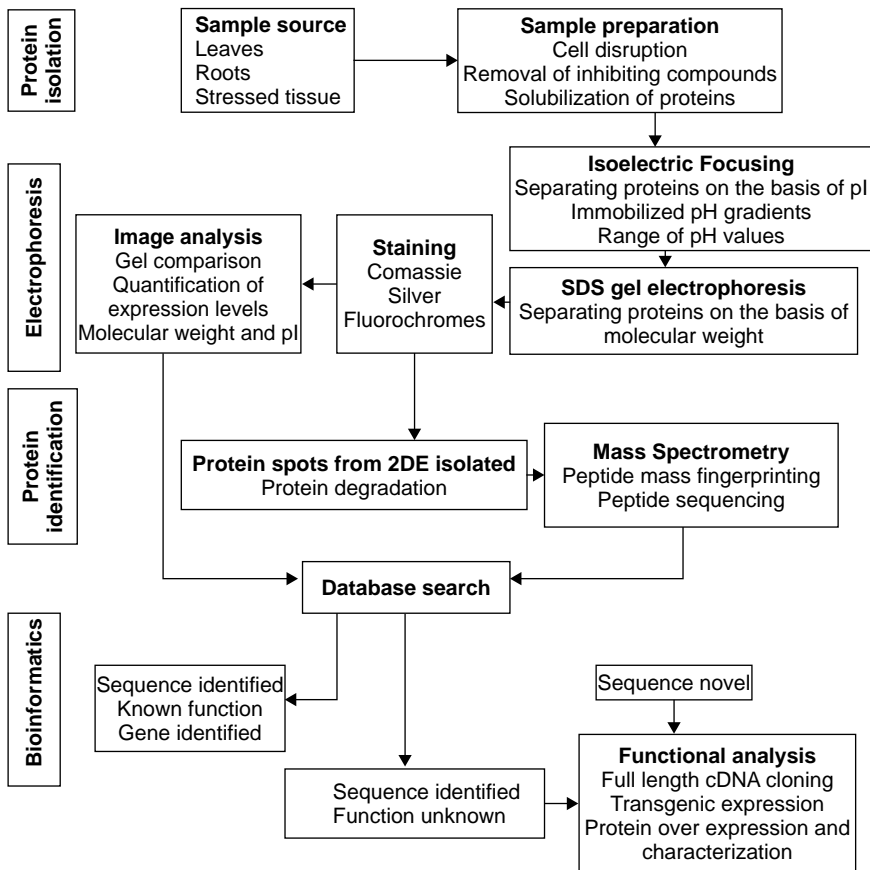 Protein
isolation
Sample source
Leaves
Roots
Stressed tissue
Sample preparation
Cell disruption
Removal of inhibiting compounds
Solubilization of proteins
Electrophoresis
Isoelectric Focusing
Separating proteins on the basis of pI
Immobilized pH gradients
Range of pH values
Image analysis
Gel comparison
Quantification of
expression levels
Molecular weight and pI
Staining
Comassie
Silver
Fluorochromes
SDS gel electrophoresis
Separating proteins on the basis of
molecular weight
Protein
identification
Protein spots from 2DE isolated
Protein degradation
Mass Spectrometry
Peptide mass fingerprinting
Peptide sequencing
Database search
Bioinformatics
Sequence identified
Known function
Gene identified
Sequence novel
Sequence identified
Function unknown
Functional analysis
Full length cDNA cloning
Transgenic expression
Protein over expression and
characterization